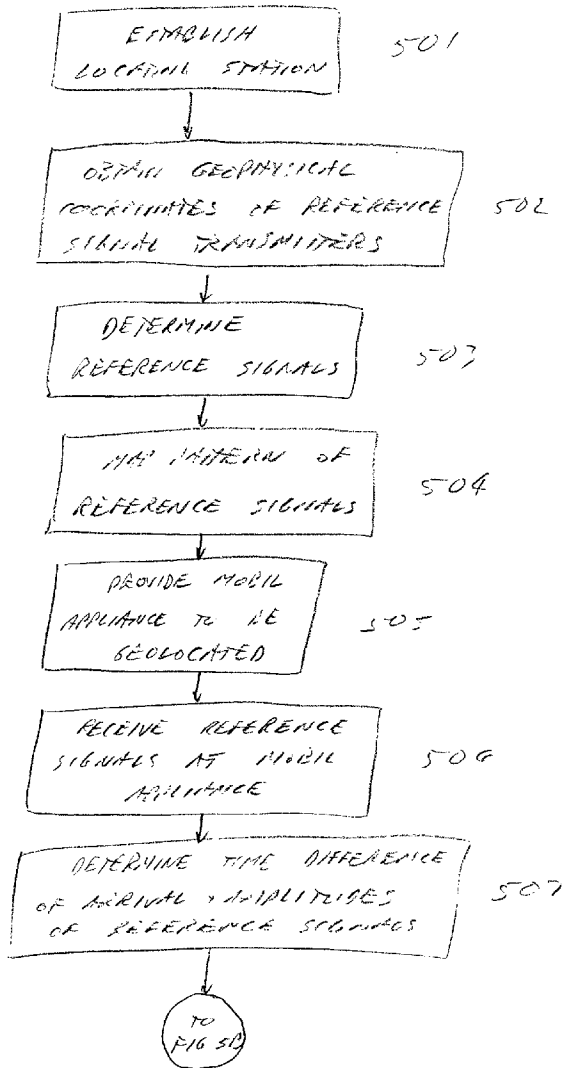 ESTABLISH
LOCATING STATION
501
OBTAIN GEOPHYSICAL
COORDINATES OF REFERENCE
SIGNAL TRANSMITTERS
502
DETERMINE
REFERENCE SIGNALS
503
MAP PATTERN OF
REFERENCE SIGNALS
504
PROVIDE MOBIL
APPLIANCE TO BE
GEOLOCATED
505
RECEIVE REFERENCE
SIGNALS AT MOBIL
APPLIANCE
506
DETERMINE TIME DIFFERENCE
OF ARRIVAL + AMPLITUDES
OF REFERENCE SIGNALS
507
TO
FIG 5B